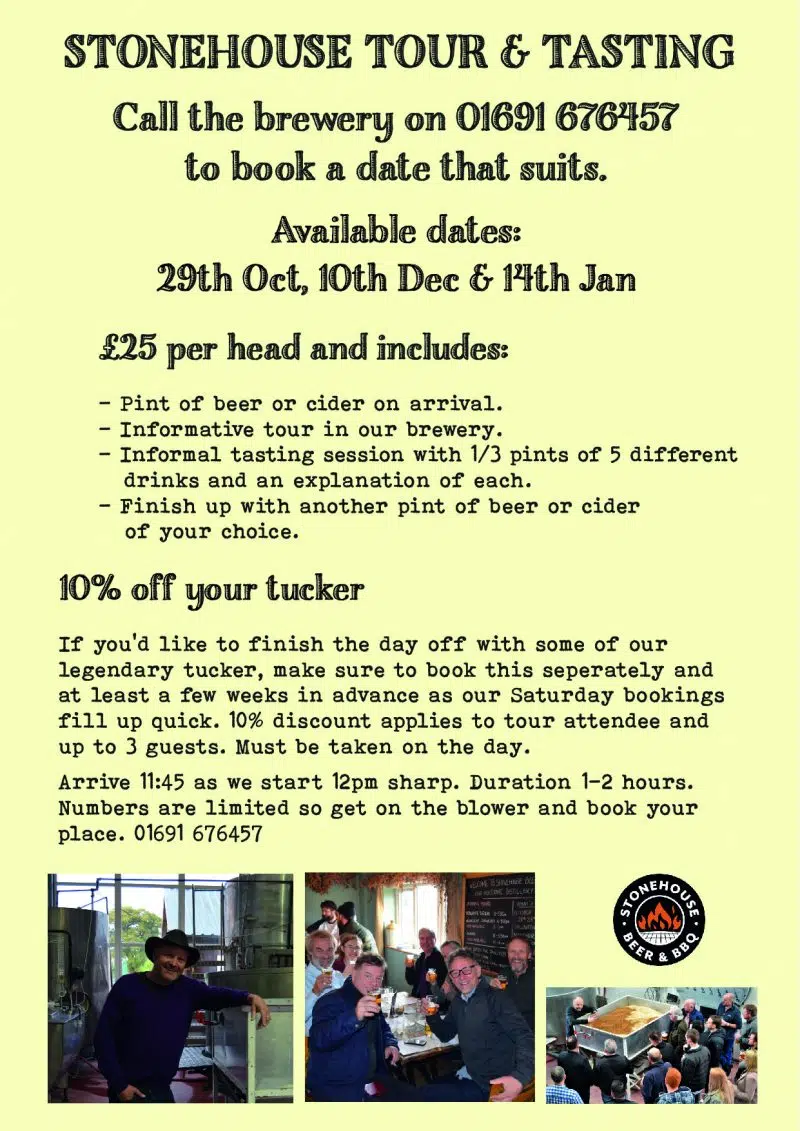 STONEHOUSE TOUR & TASTING
Call the brewery on 01691 676457
to book a date that suits.
Available dates:
29th Oct, 10th Dec & 14th Jan
£25 per head and includes:
- Pint of beer or cider on arrival.
- Informative tour in our brewery.
- Informal tasting session with 1/3 pints of 5 different
drinks and an explanation of each.
- Finish up with another pint of beer or cider
of your choice.
10% off your tucker
If you'd like to finish the day off with some of our
legendary tucker, make sure to book this seperately and
at least a few weeks in advance as our Saturday bookings
fill up quick. 10% discount applies to tour attendee and
up to 3 guests. Must be taken on the day.
Arrive 11:45 as we start 12pm sharp. Duration 1-2 hours.
Numbers are limited so get on the blower and book your
place. 01691 676457
STONEHOUSE
BEER & BBQ